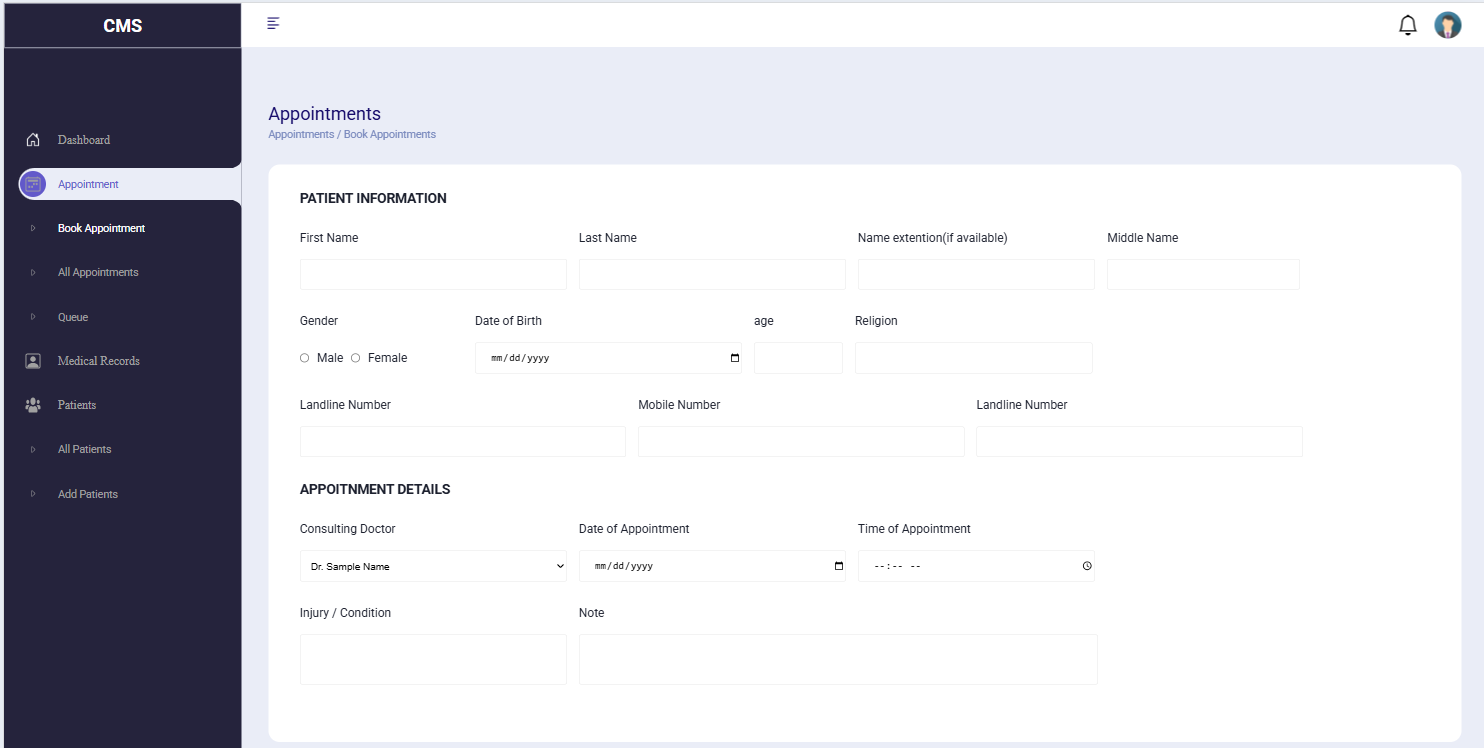 CMS
Dashboard
Appointment
Book Appointment
All Appointments
Queue
Medical Records
Patients
All Patients
Add Patients
Appointments
Appointments / Book Appointments
PATIENT INFORMATION
First Name Last Name Name extention(if available) Middle Name
Gender Date of Birth age Religion
Male Female mm/dd/yyyy
Landline Number Mobile Number Landline Number
APPOITNMENT DETAILS
Consulting Doctor Date of Appointment Time of Appointment
Dr. Sample Name mm/dd/yyyy --:-- --
Injury / Condition Note